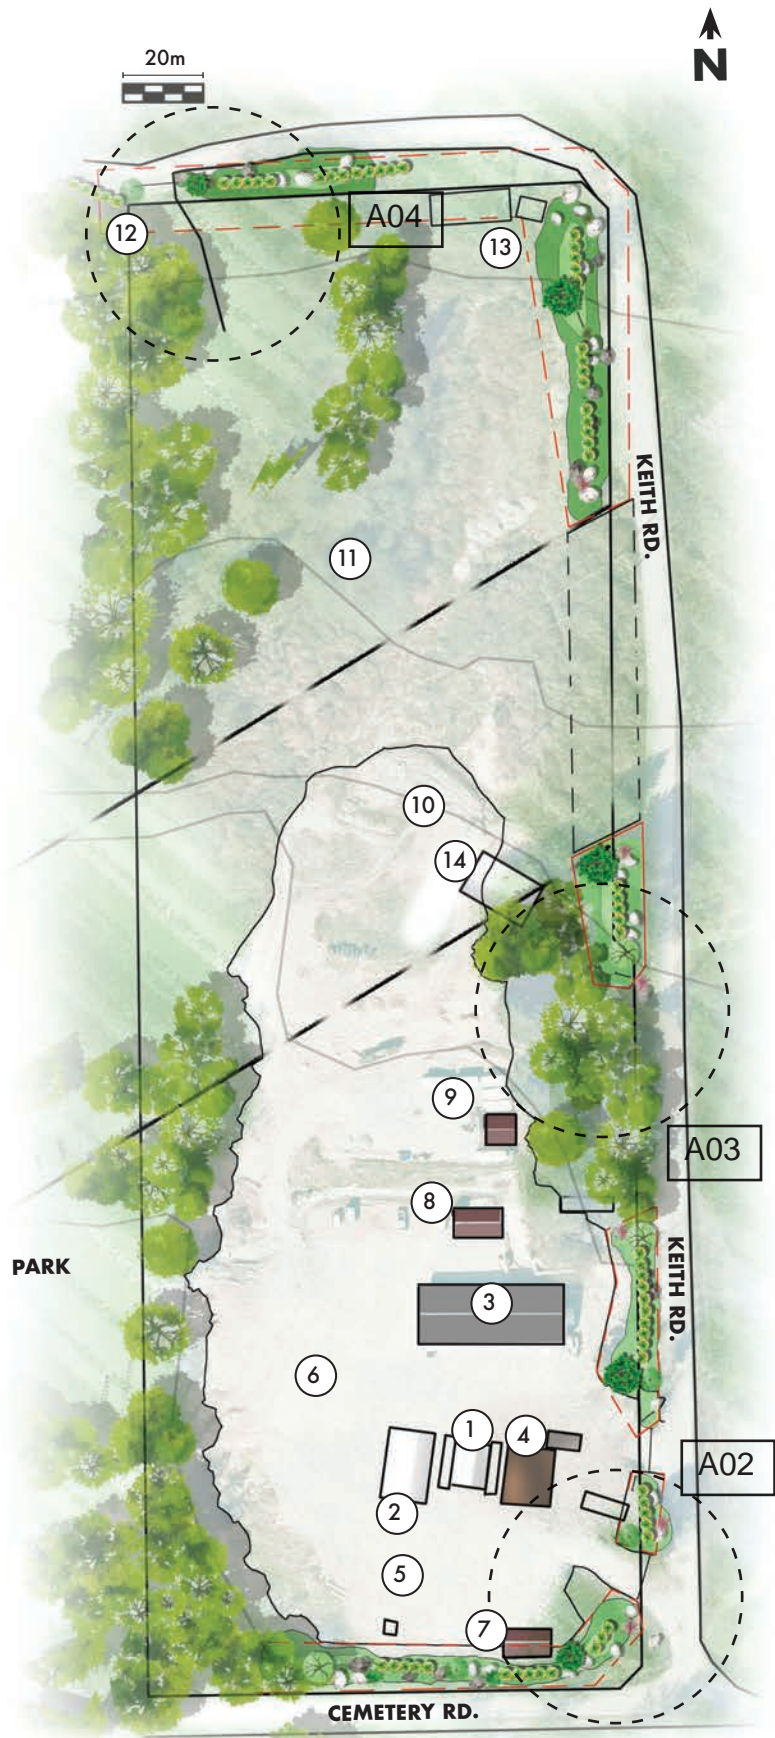 20m
N
A04
12
13
KEITH RD.
11
10
14
9
A03
8
PARK
3
KEITH RD.
6
1
4
A02
2
5
7
CEMETERY RD.